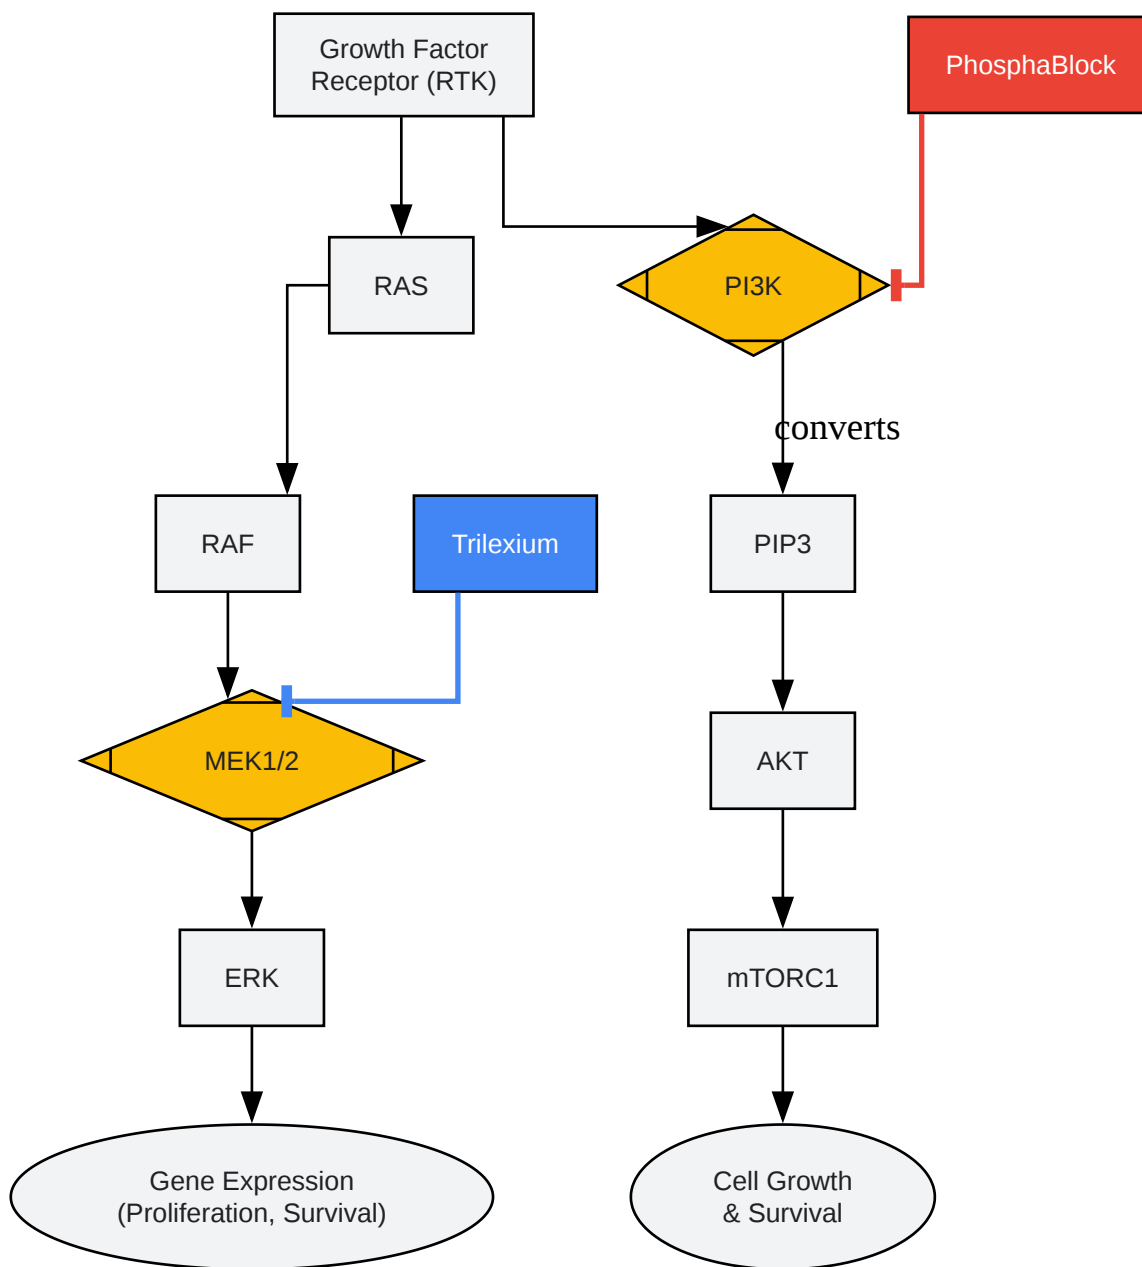 Growth Factor
Receptor (RTK)
PhosphaBlock
RAS
PI3K
converts
RAF
Trilexium
PIP3
MEK1/2
AKT
ERK
mTORC1
Gene Expression
(Proliferation, Survival)
Cell Growth
& Survival